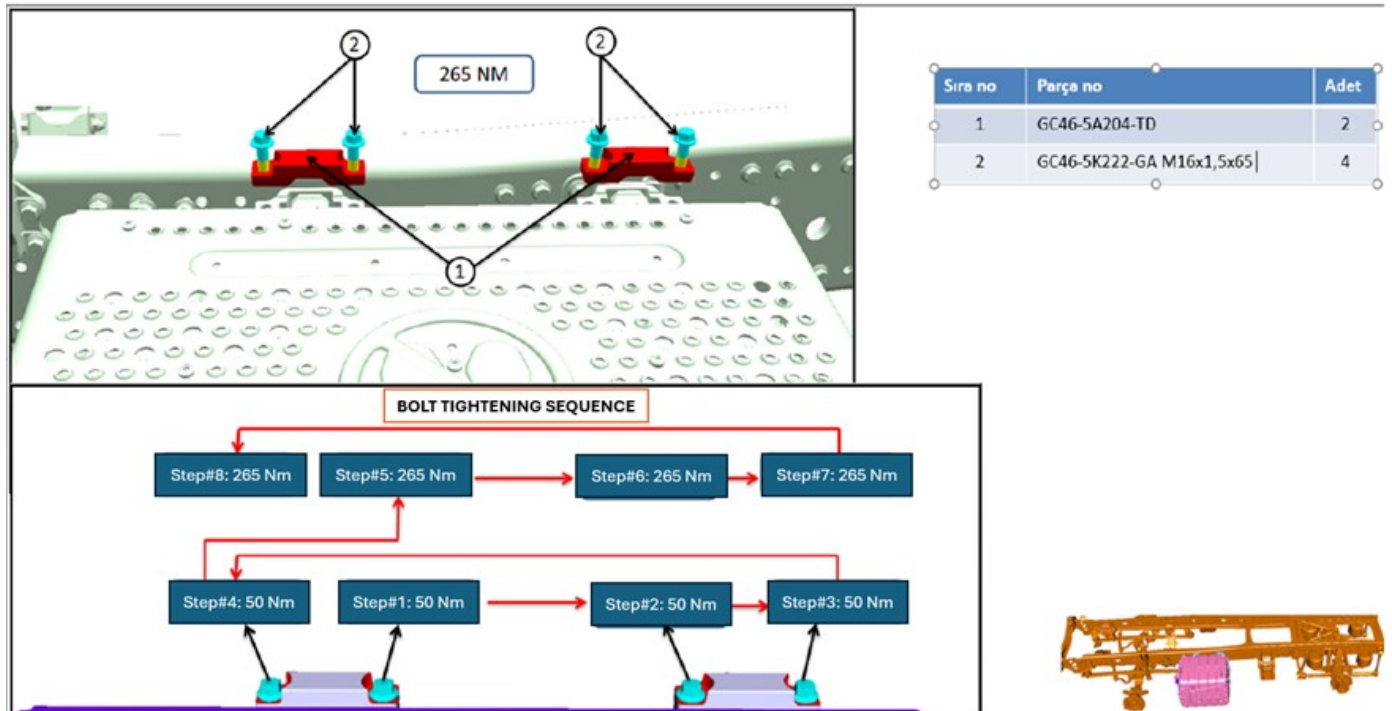 2
2
265 NM
1
Sıra no Parça no Adet
1 GC46-5A204-TD 2
2 GC46-5K222-GA M16x1,5x65 4
BOLT TIGHTENING SEQUENCE
Step#8: 265 Nm Step#5: 265 Nm Step#6: 265 Nm Step#7: 265 Nm
Step#4: 50 Nm Step#1: 50 Nm Step#2: 50 Nm Step#3: 50 Nm